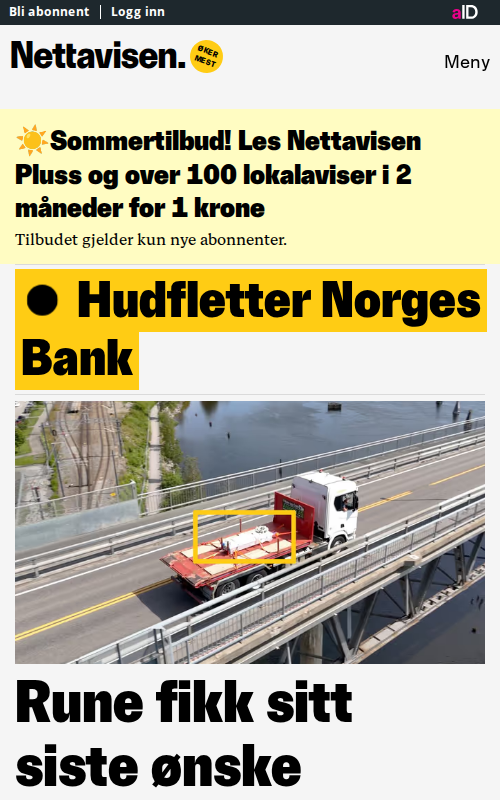 Bli abonnent | Logg inn
aID
Nettavisen.
ØKER
MEST
Meny
☀️Sommertilbud! Les Nettavisen
Pluss og over 100 lokalaviser i 2
måneder for 1 krone
Tilbudet gjelder kun nye abonnenter.
● Hudfletter Norges
Bank
Rune fikk sitt
siste ønske